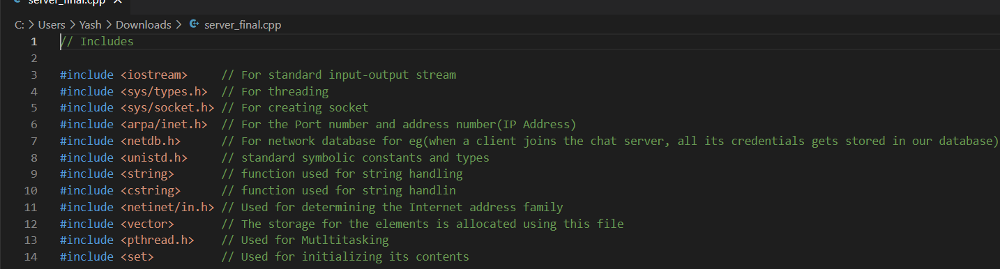 server_final.cpp
C: > Users > Yash > Downloads > server_final.cpp
1 // Includes
2
3 #include <iostream> // For standard input-output stream
4 #include <sys/types.h> // For threading
5 #include <sys/socket.h> // For creating socket
6 #include <arpa/inet.h> // For the Port number and address number(IP Address)
7 #include <netdb.h> // For network database for eg(when a client joins the chat server, all its credentials gets stored in our database)
8 #include <unistd.h> // standard symbolic constants and types
9 #include <string> // function used for string handling
10 #include <cstring> // function used for string handlin
11 #include <netinet/in.h> // Used for determining the Internet address family
12 #include <vector> // The storage for the elements is allocated using this file
13 #include <pthread.h> // Used for Mutltitasking
14 #include <set> // Used for initializing its contents